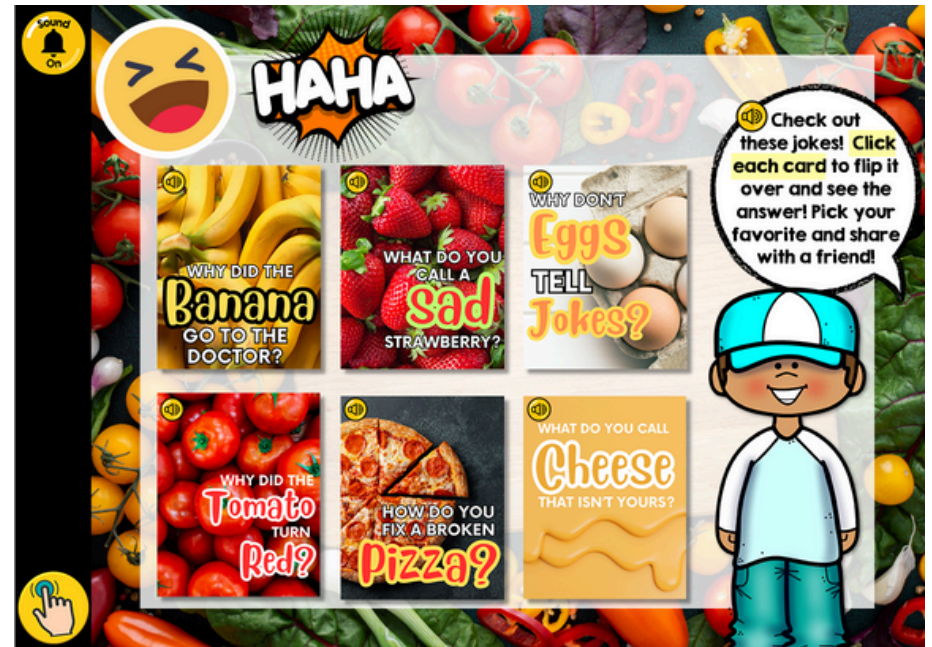 Sound
On
HAHA
Check out
these jokes! Click
each card to flip it
over and see the
answer! Pick your
favorite and share
with a friend!
WHY DID THE
Banana
GO TO THE
DOCTOR?
WHAT DO YOU
CALL A
sad
STRAWBERRY?
WHY DON'T
Eggs
TELL
Jokes?
WHY DID THE
Tomato
TURN
Red?
HOW DO YOU
FIX A BROKEN
Pizza?
WHAT DO YOU CALL
Cheese
THAT ISN'T YOURS?